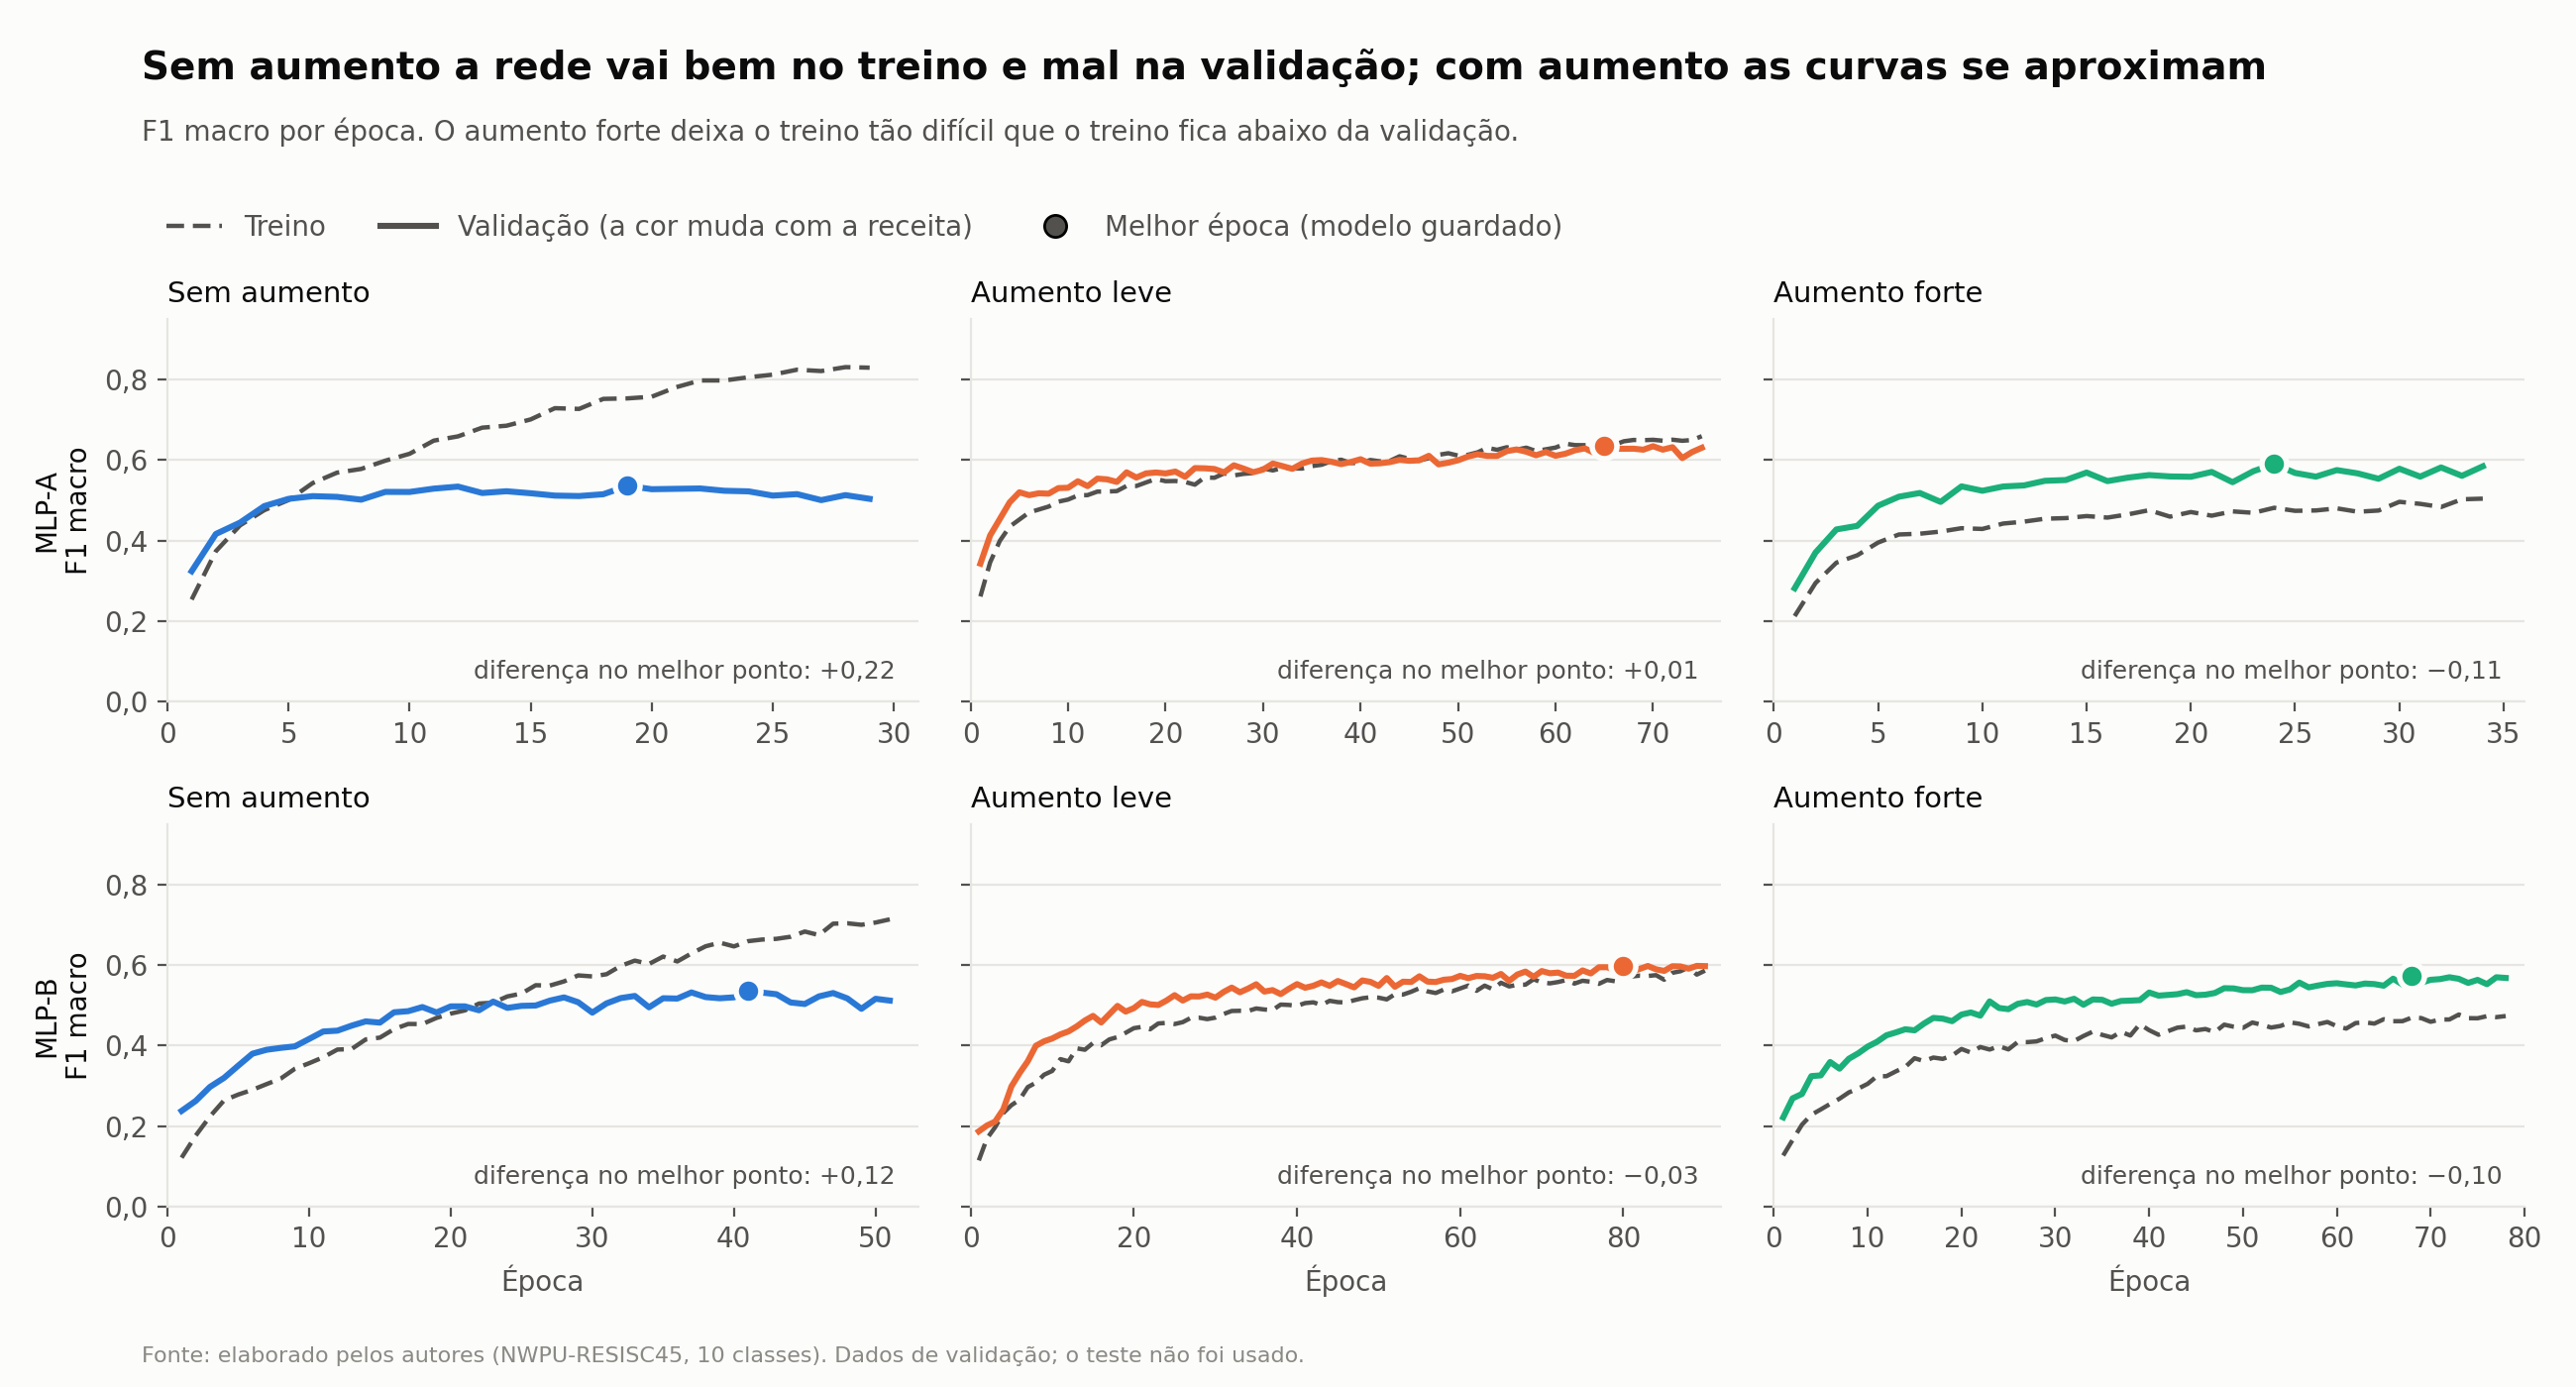 Sem aumento a rede vai bem no treino e mal na validação; com aumento as curvas se aproximam
F1 macro por época. O aumento forte deixa o treino tão difícil que o treino fica abaixo da validação.
Treino
Validação (a cor muda com a receita)
Melhor época (modelo guardado)
Sem aumento
Aumento leve
Aumento forte
MLP-A
F1 macro
0,8
0,6
0,4
0,2
0,0
diferença no melhor ponto: +0,22
diferença no melhor ponto: +0,01
diferença no melhor ponto: −0,11
0 5 10 15 20 25 30
0 10 20 30 40 50 60 70
0 5 10 15 20 25 30 35
Sem aumento
Aumento leve
Aumento forte
MLP-B
F1 macro
0,8
0,6
0,4
0,2
0,0
diferença no melhor ponto: +0,12
diferença no melhor ponto: −0,03
diferença no melhor ponto: −0,10
0 10 20 30 40 50
0 20 40 60 80
0 10 20 30 40 50 60 70 80
Época
Época
Época
Fonte: elaborado pelos autores (NWPU-RESISC45, 10 classes). Dados de validação; o teste não foi usado.